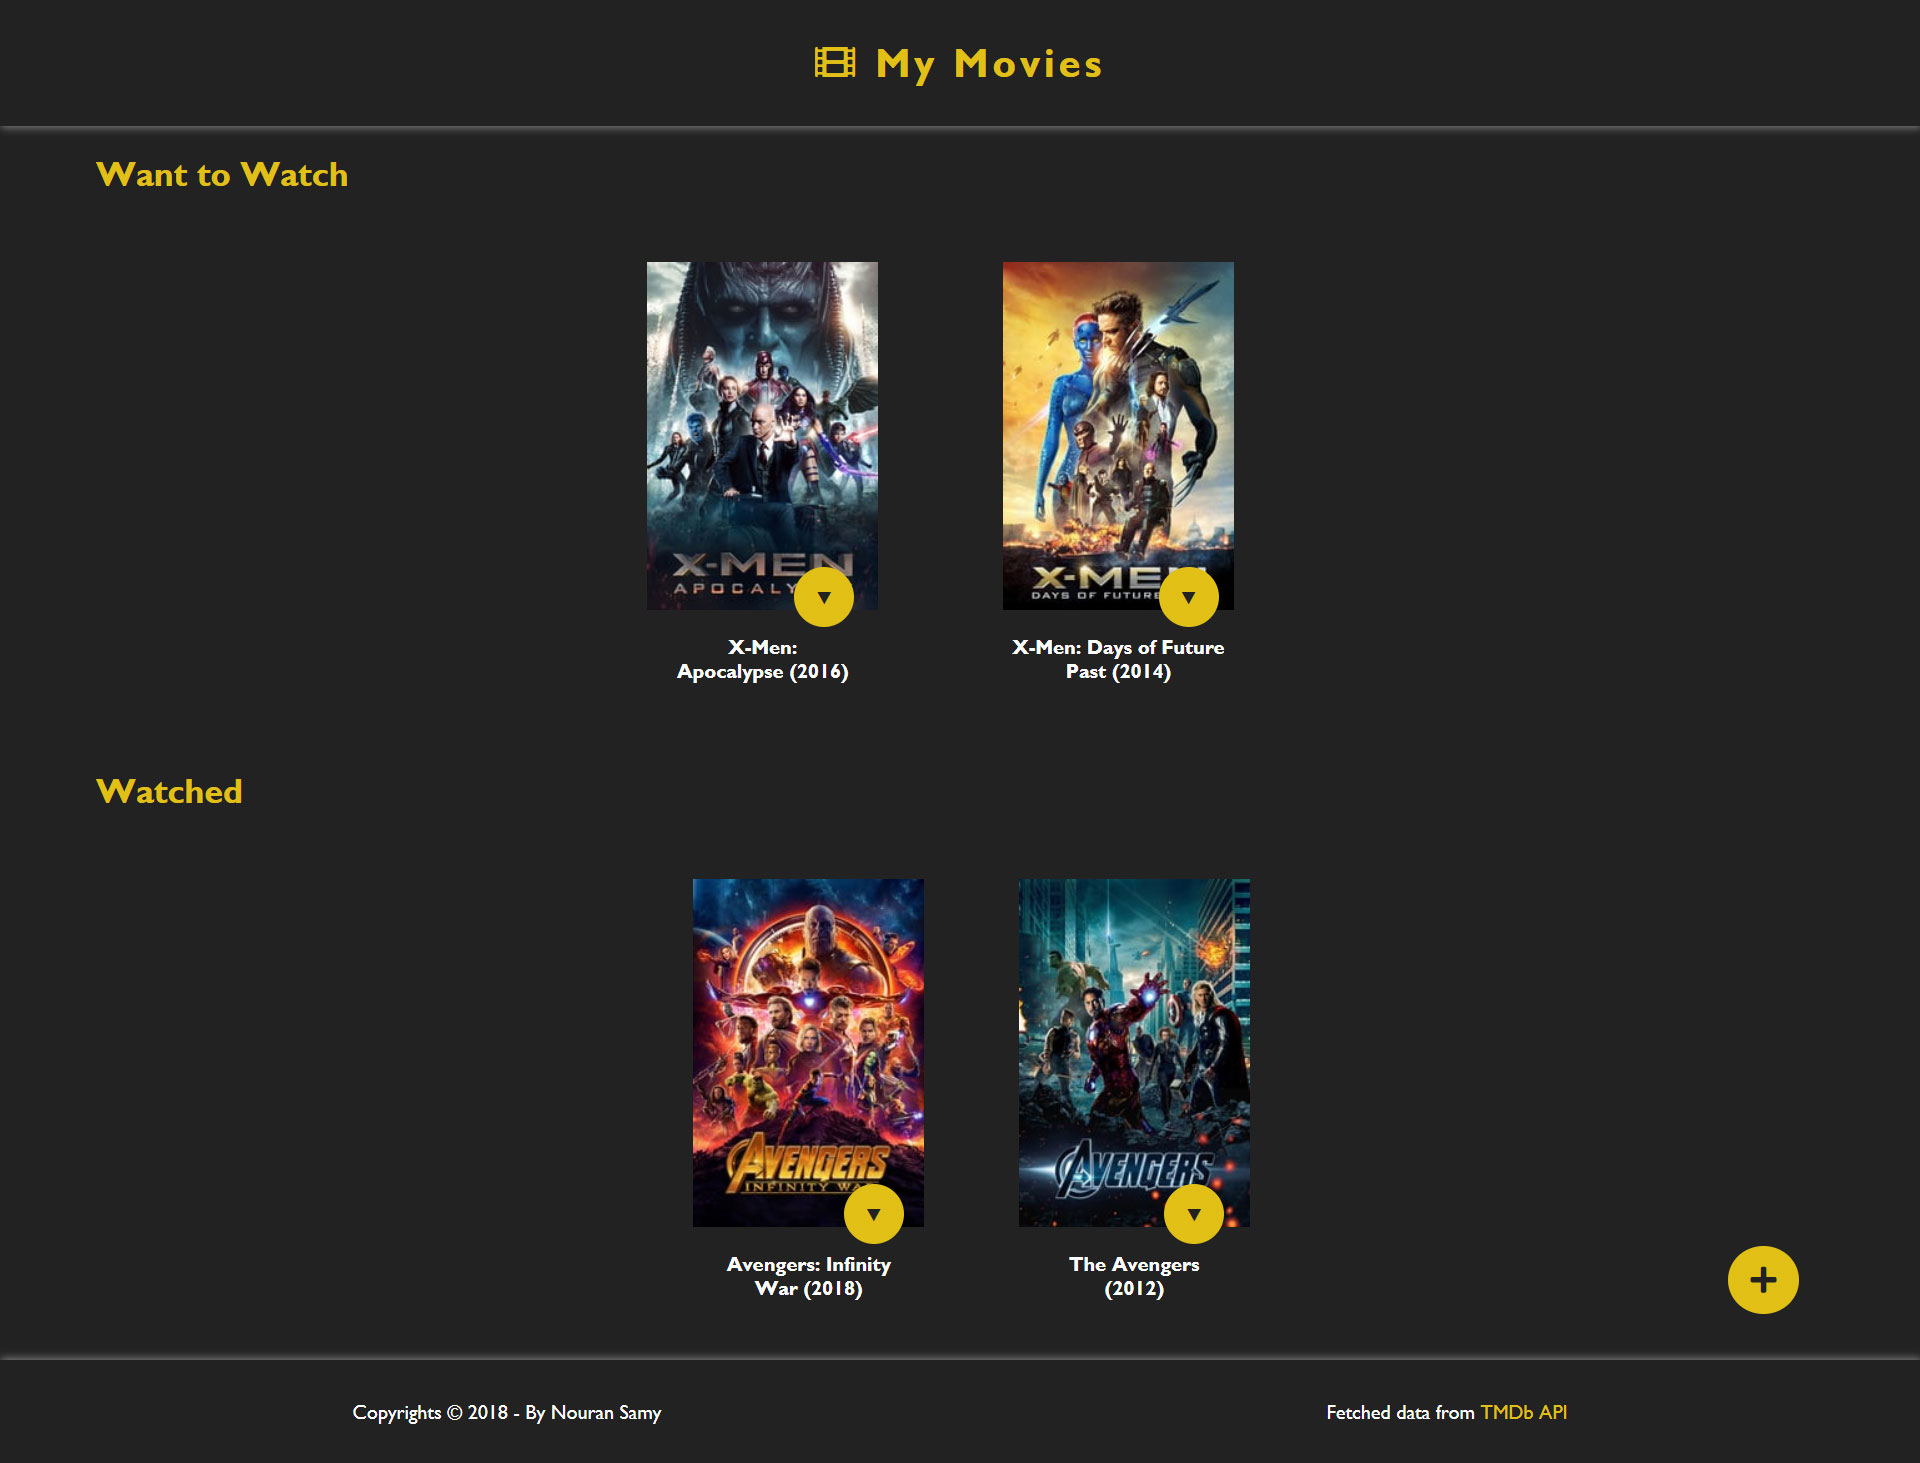 My Movies
Want to Watch
X-MEN
APOCALY
X-MEN
DAYS OF FUTURE
X-Men:
Apocalypse (2016)
X-Men: Days of Future
Past (2014)
Watched
AVENGERS
INFINITY WA
AVENGERS
Avengers: Infinity
War (2018)
The Avengers
(2012)
Copyrights © 2018 - By Nouran Samy
Fetched data from TMDb API